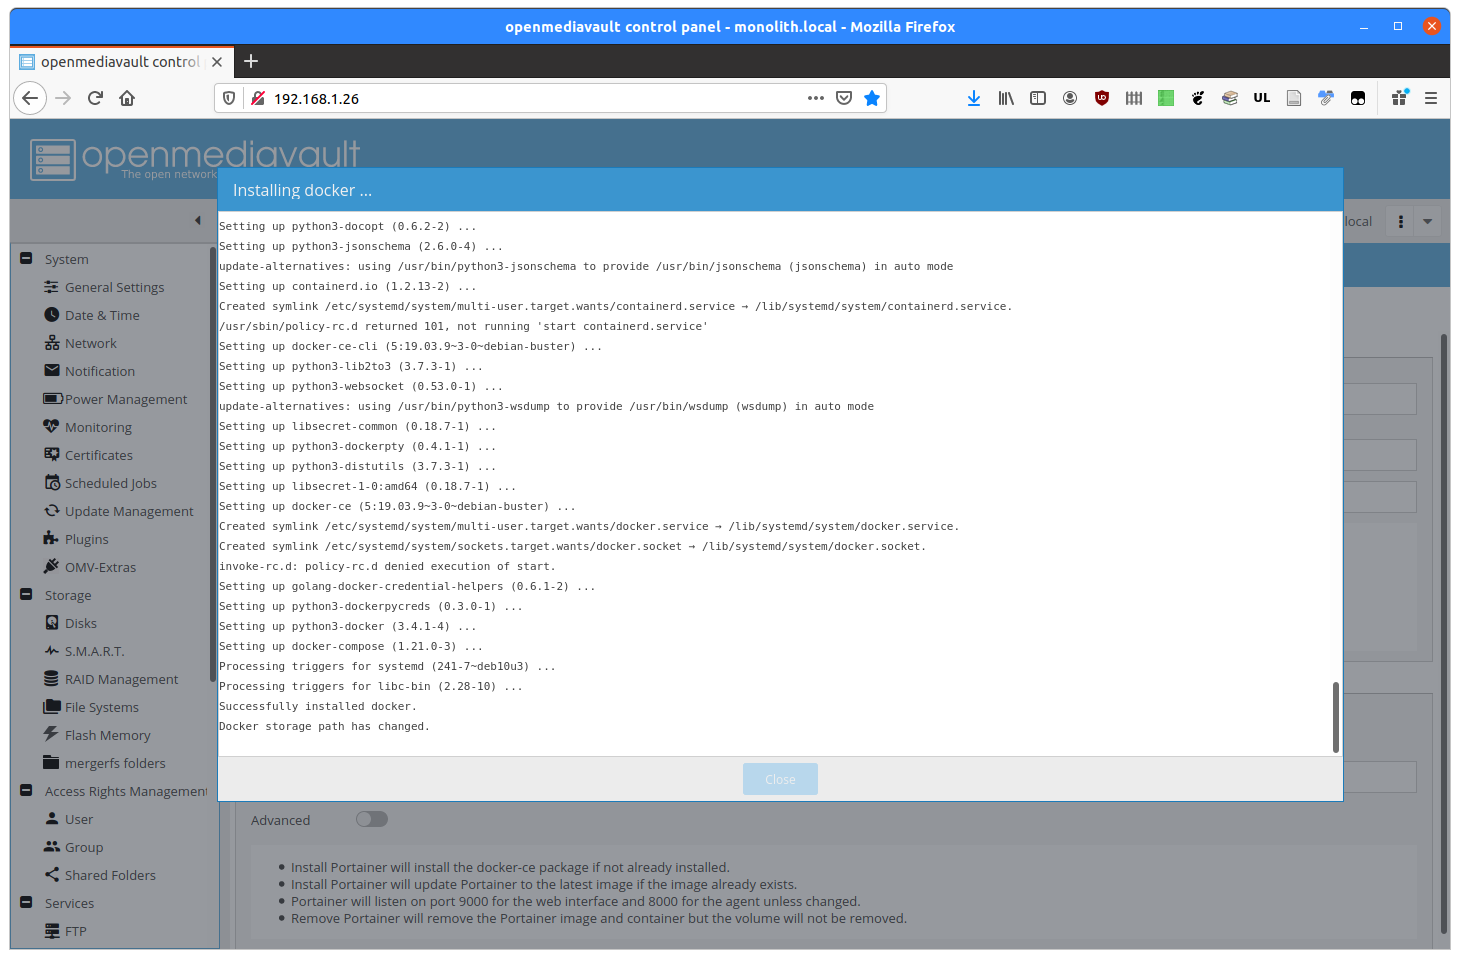 openmediavault control panel - monolith.local - Mozilla Firefox
openmediavault control
192.168.1.26
UL
openmediavault
The open network
Installing docker ...
local
Setting up python3-docopt (0.6.2-2) ...
Setting up python3-jsonschema (2.6.0-4) ...
update-alternatives: using /usr/bin/python3-jsonschema to provide /usr/bin/jsonschema (jsonschema) in auto mode
Setting up containerd.io (1.2.13-2) ...
Created symlink /etc/systemd/system/multi-user.target.wants/containerd.service → /lib/systemd/system/containerd.service.
/usr/sbin/policy-rc.d returned 101, not running 'start containerd.service'
Setting up docker-ce-cli (5:19.03.9~3-0~debian-buster) ...
Setting up python3-lib2to3 (3.7.3-1) ...
Setting up python3-websocket (0.53.0-1) ...
update-alternatives: using /usr/bin/python3-wsdump to provide /usr/bin/wsdump (wsdump) in auto mode
Setting up libsecret-common (0.18.7-1) ...
Setting up python3-dockerpty (0.4.1-1) ...
Setting up python3-distutils (3.7.3-1) ...
Setting up libsecret-1-0:amd64 (0.18.7-1) ...
Setting up docker-ce (5:19.03.9~3-0~debian-buster) ...
Created symlink /etc/systemd/system/multi-user.target.wants/docker.service → /lib/systemd/system/docker.service.
Created symlink /etc/systemd/system/sockets.target.wants/docker.socket → /lib/systemd/system/docker.socket.
invoke-rc.d: policy-rc.d denied execution of start.
Setting up golang-docker-credential-helpers (0.6.1-2) ...
Setting up python3-dockerpycreds (0.3.0-1) ...
Setting up python3-docker (3.4.1-4) ...
Setting up docker-compose (1.21.0-3) ...
Processing triggers for systemd (241-7~deb10u3) ...
Processing triggers for libc-bin (2.28-10) ...
Successfully installed docker.
Docker storage path has changed.
Close
System
General Settings
Date & Time
Network
Notification
Power Management
Monitoring
Certificates
Scheduled Jobs
Update Management
Plugins
OMV-Extras
Storage
Disks
S.M.A.R.T.
RAID Management
File Systems
Flash Memory
mergerfs folders
Access Rights Management
User
Group
Shared Folders
Services
FTP
Advanced
• Install Portainer will install the docker-ce package if not already installed.
• Install Portainer will update Portainer to the latest image if the image already exists.
• Portainer will listen on port 9000 for the web interface and 8000 for the agent unless changed.
• Remove Portainer will remove the Portainer image and container but the volume will not be removed.